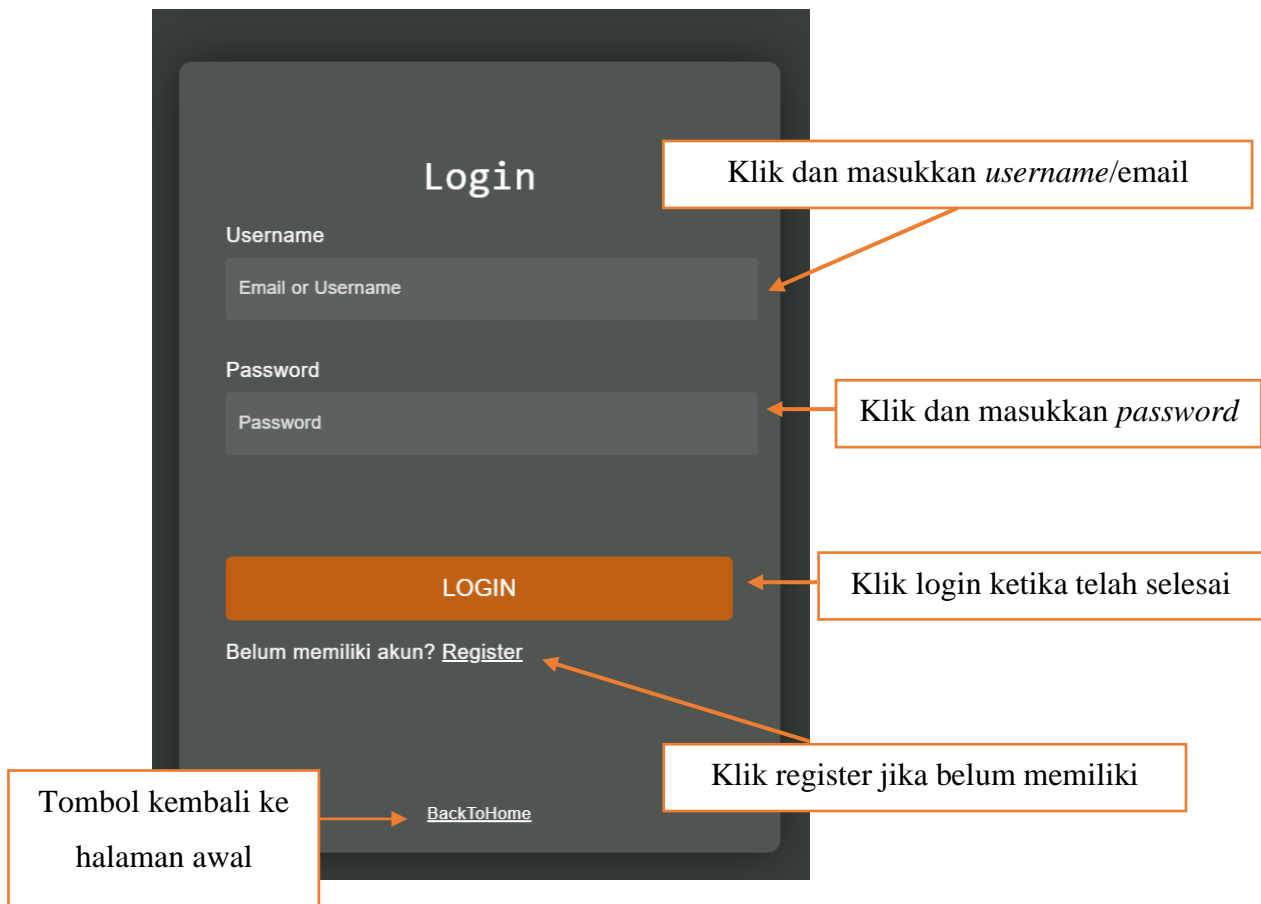 Login
Klik dan masukkan username/email
Username
Email or Username
Password
Password
Klik dan masukkan password
LOGIN
Klik login ketika telah selesai
Belum memiliki akun? Register
Klik register jika belum memiliki
Tombol kembali ke
halaman awal
BackToHome